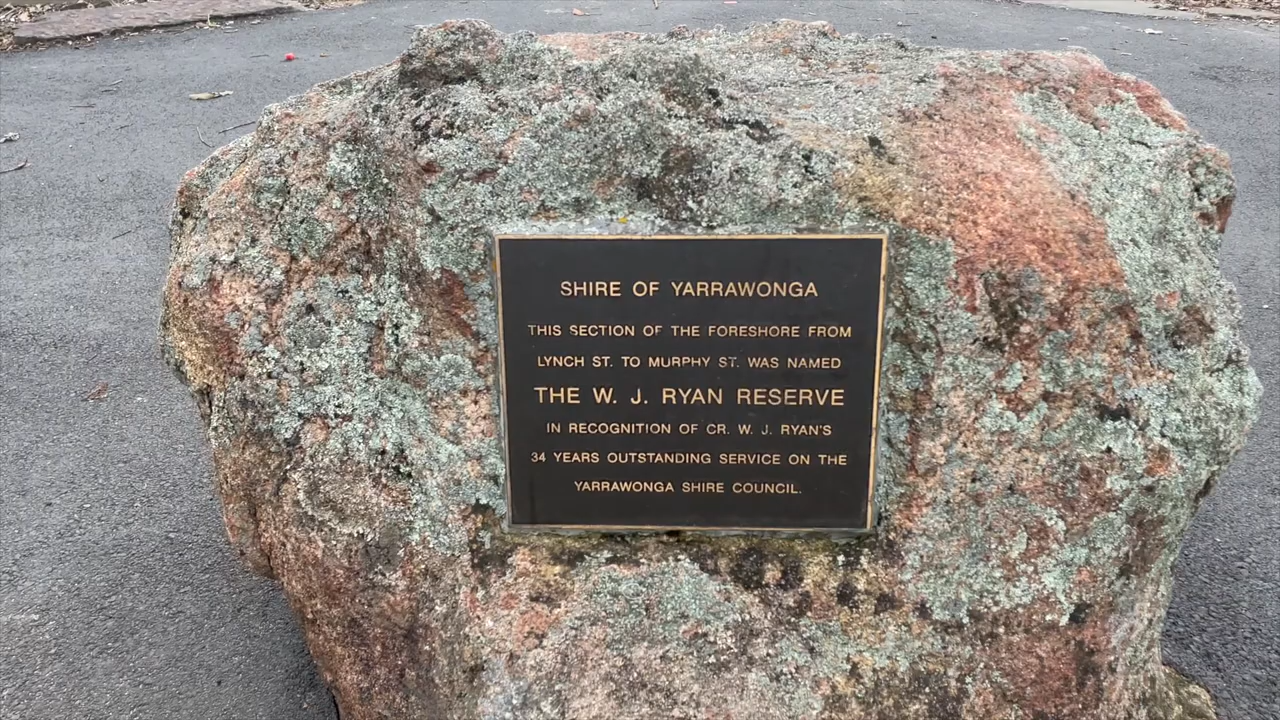 SHIRE OF YARRAWONGA
THIS SECTION OF THE FORESHORE FROM
LYNCH ST. TO MURPHY ST. WAS NAMED
THE W. J. RYAN RESERVE
IN RECOGNITION OF CR. W. J. RYAN'S
34 YEARS OUTSTANDING SERVICE ON THE
YARRAWONGA SHIRE COUNCIL.